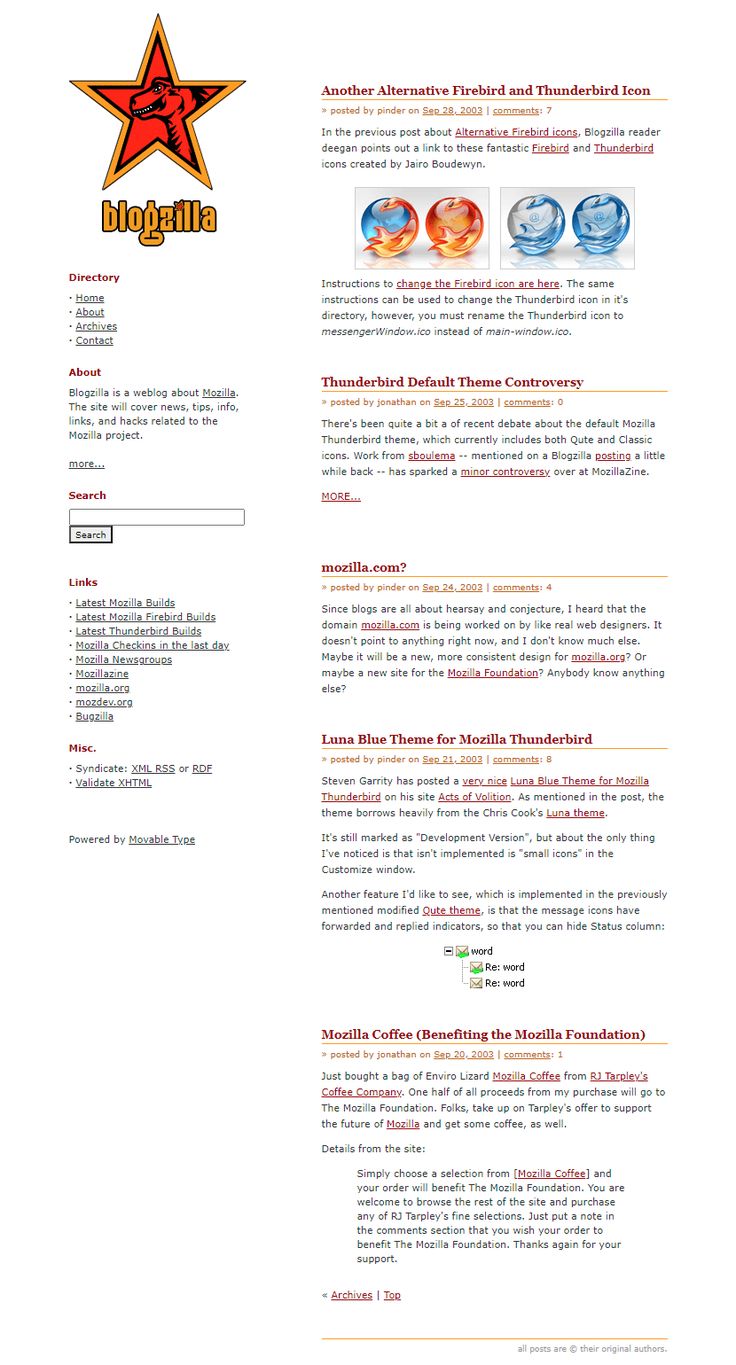 blogzilla
Directory
· Home
· About
· Archives
· Contact
About
Blogzilla is a weblog about Mozilla.
The site will cover news, tips, info,
links, and hacks related to the
Mozilla project.
more...
Search
Search
Links
· Latest Mozilla Builds
· Latest Mozilla Firebird Builds
· Latest Thunderbird Builds
· Mozilla Checkins in the last day
· Mozilla Newsgroups
· Mozillazine
· mozilla.org
· mozdev.org
· Bugzilla
Misc.
· Syndicate: XML RSS or RDF
· Validate XHTML
Powered by Movable Type
Another Alternative Firebird and Thunderbird Icon
» posted by pinder on Sep 28, 2003 | comments: 7
In the previous post about Alternative Firebird icons, Blogzilla reader
deegan points out a link to these fantastic Firebird and Thunderbird
icons created by Jairo Boudewyn.
@ @
Instructions to change the Firebird icon are here. The same
instructions can be used to change the Thunderbird icon in it's
directory, however, you must rename the Thunderbird icon to
messengerWindow.ico instead of main-window.ico.
Thunderbird Default Theme Controversy
» posted by jonathan on Sep 25, 2003 | comments: 0
There's been quite a bit a of recent debate about the default Mozilla
Thunderbird theme, which currently includes both Qute and Classic
icons. Work from sboulema -- mentioned on a Blogzilla posting a little
while back -- has sparked a minor controversy over at MozillaZine.
MORE...
mozilla.com?
» posted by pinder on Sep 24, 2003 | comments: 4
Since blogs are all about hearsay and conjecture, I heard that the
domain mozilla.com is being worked on by like real web designers. It
doesn't point to anything right now, and I don't know much else.
Maybe it will be a new, more consistent design for mozilla.org? Or
maybe a new site for the Mozilla Foundation? Anybody know anything
else?
Luna Blue Theme for Mozilla Thunderbird
» posted by pinder on Sep 21, 2003 | comments: 8
Steven Garrity has posted a very nice Luna Blue Theme for Mozilla
Thunderbird on his site Acts of Volition. As mentioned in the post, the
theme borrows heavily from the Chris Cook's Luna theme.
It's still marked as "Development Version", but about the only thing
I've noticed is that isn't implemented is "small icons" in the
Customize window.
Another feature I'd like to see, which is implemented in the previously
mentioned modified Qute theme, is that the message icons have
forwarded and replied indicators, so that you can hide Status column:
word
Re: word
Re: word
Mozilla Coffee (Benefiting the Mozilla Foundation)
» posted by jonathan on Sep 20, 2003 | comments: 1
Just bought a bag of Enviro Lizard Mozilla Coffee from RJ Tarpley's
Coffee Company. One half of all proceeds from my purchase will go to
The Mozilla Foundation. Folks, take up on Tarpley's offer to support
the future of Mozilla and get some coffee, as well.
Details from the site:
Simply choose a selection from [Mozilla Coffee] and
your order will benefit The Mozilla Foundation. You are
welcome to browse the rest of the site and purchase
any of RJ Tarpley's fine selections. Just put a note in
the comments section that you wish your order to
benefit The Mozilla Foundation. Thanks again for your
support.
« Archives | Top
all posts are © their original authors.